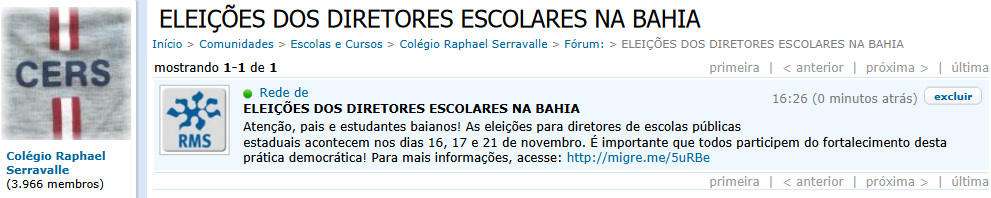 ELEIÇÕES DOS DIRETORES ESCOLARES NA BAHIA
Início > Comunidades > Escolas e Cursos > Colégio Raphael Serravalle > Fórum: > ELEIÇÕES DOS DIRETORES ESCOLARES NA BAHIA
mostrando 1-1 de 1
primeira | < anterior | próxima > | última
CERS
Colégio Raphael
Serravalle
(3.966 membros)
RMS
Rede de
16:26 (0 minutos atrás) excluir
ELEIÇÕES DOS DIRETORES ESCOLARES NA BAHIA
Atenção, pais e estudantes baianos! As eleições para diretores de escolas públicas
estaduais acontecem nos dias 16, 17 e 21 de novembro. É importante que todos participem do fortalecimento desta
prática democrática! Para mais informações, acesse: http://migre.me/5uRBe
primeira | < anterior | próxima > | última